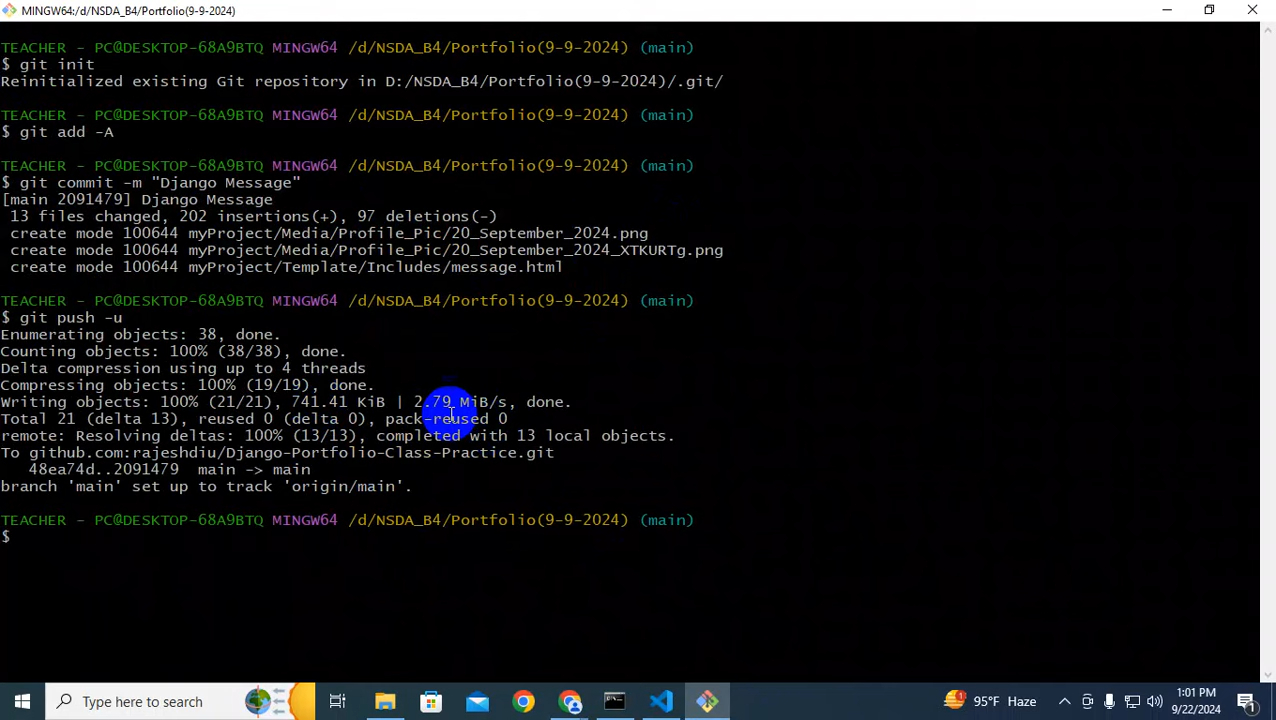 MINGW64:/d/NSDA_B4/Portfolio(9-9-2024)
TEACHER - PC@DESKTOP-68A9BTQ MINGW64 /d/NSDA_B4/Portfolio(9-9-2024) (main)
$ git init
Reinitialized existing Git repository in D:/NSDA_B4/Portfolio(9-9-2024)/.git/
TEACHER - PC@DESKTOP-68A9BTQ MINGW64 /d/NSDA_B4/Portfolio(9-9-2024) (main)
$ git add -A
TEACHER - PC@DESKTOP-68A9BTQ MINGW64 /d/NSDA_B4/Portfolio(9-9-2024) (main)
$ git commit -m "Django Message"
[main 2091479] Django Message
13 files changed, 202 insertions(+), 97 deletions(-)
create mode 100644 myProject/Media/Profile_Pic/20_September_2024.png
create mode 100644 myProject/Media/Profile_Pic/20_September_2024_XTKURTg.png
create mode 100644 myProject/Template/Includes/message.html
TEACHER - PC@DESKTOP-68A9BTQ MINGW64 /d/NSDA_B4/Portfolio(9-9-2024) (main)
$ git push -u
Enumerating objects: 38, done.
Counting objects: 100% (38/38), done.
Delta compression using up to 4 threads
Compressing objects: 100% (19/19), done.
Writing objects: 100% (21/21), 741.41 KiB | 2.79 MiB/s, done.
Total 21 (delta 13), reused 0 (delta 0), pack-reused 0
remote: Resolving deltas: 100% (13/13), completed with 13 local objects.
To github.com:rajeshdiu/Django-Portfolio-Class-Practice.git
48ea74d..2091479  main -> main
branch 'main' set up to track 'origin/main'.
TEACHER - PC@DESKTOP-68A9BTQ MINGW64 /d/NSDA_B4/Portfolio(9-9-2024) (main)
$
Type here to search
1
95°F Haze
1:01 PM
9/22/2024
1